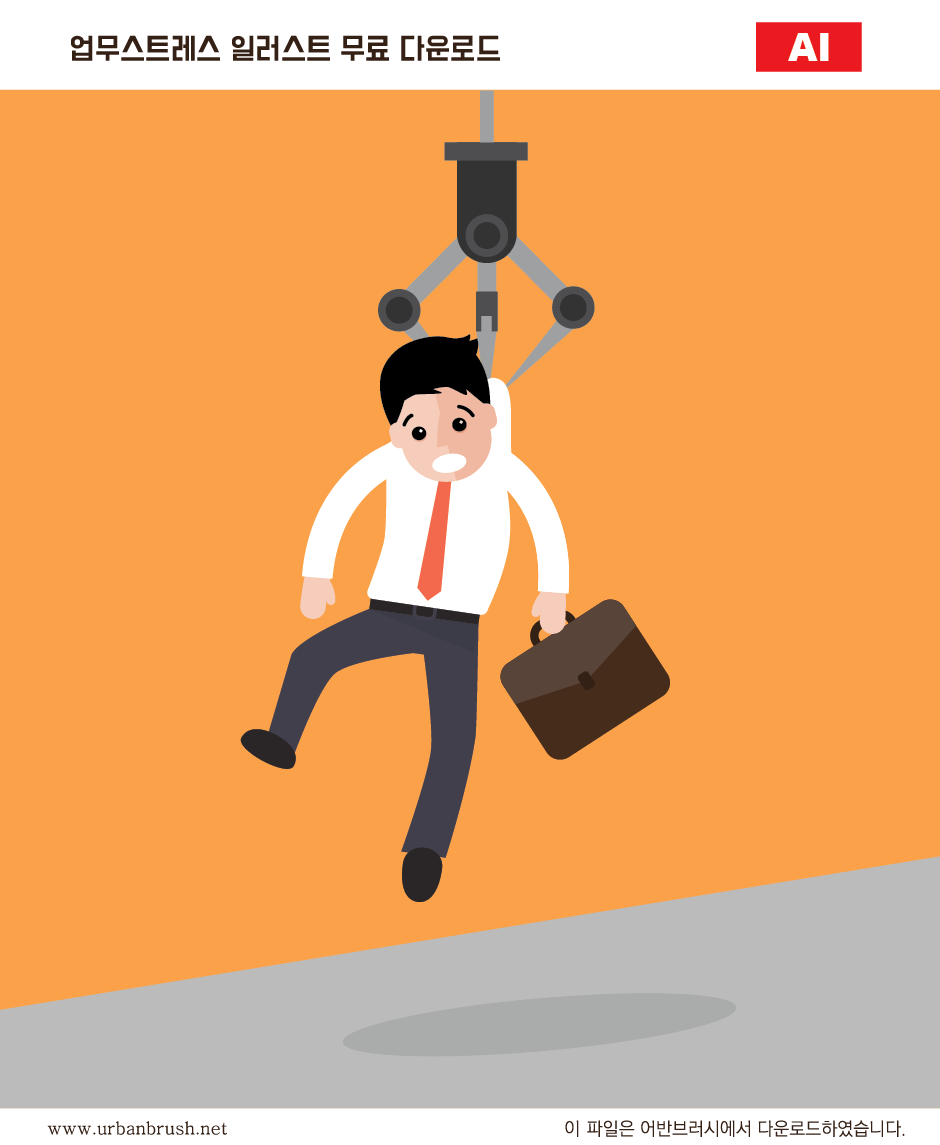 업무스트레스 일러스트 무료 다운로드
AI
www.urbanbrush.net
이 파일은 어반브러시에서 다운로드하였습니다.